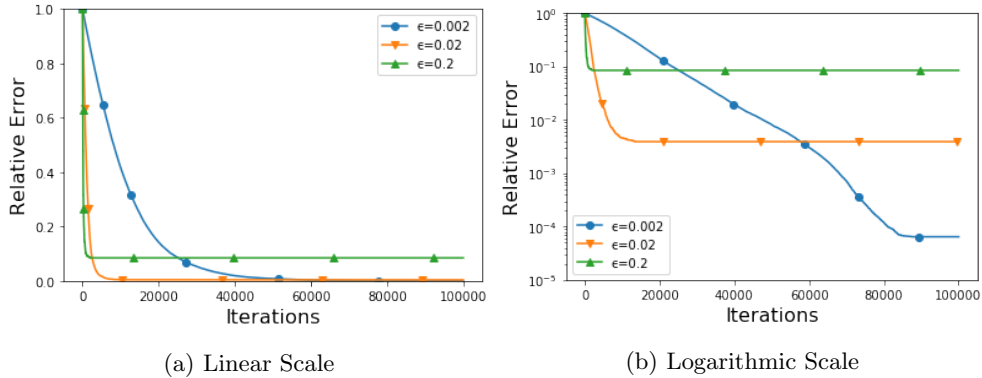 1.0
0.8
0.6
0.4
0.2
0.0
Relative Error
ϵ=0.002
ϵ=0.02
ϵ=0.2
0 20000 40000 60000 80000 100000
Iterations
(a) Linear Scale
10⁰
10⁻¹
10⁻²
10⁻³
10⁻⁴
10⁻⁵
Relative Error
ϵ=0.002
ϵ=0.02
ϵ=0.2
0 20000 40000 60000 80000 100000
Iterations
(b) Logarithmic Scale